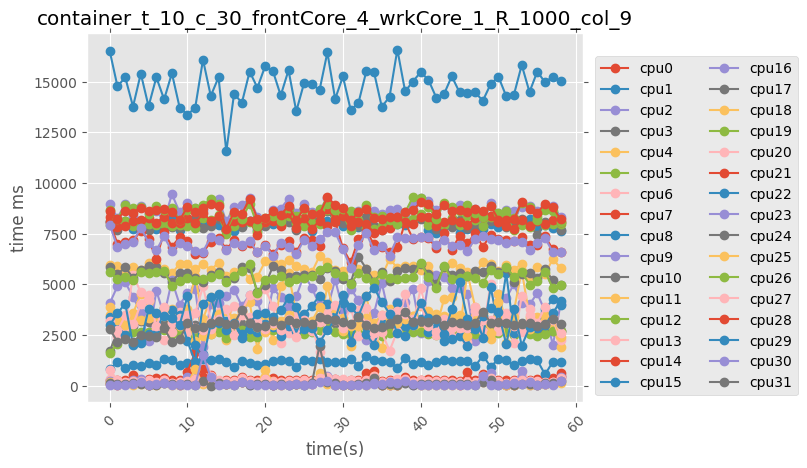 container_t_10_c_30_frontCore_4_wrkCore_1_R_1000_col_9
time ms
15000
12500
10000
7500
5000
2500
0
0
10
20
30
40
50
60
time(s)
cpu0
cpu1
cpu2
cpu3
cpu4
cpu5
cpu6
cpu7
cpu8
cpu9
cpu10
cpu11
cpu12
cpu13
cpu14
cpu15
cpu16
cpu17
cpu18
cpu19
cpu20
cpu21
cpu22
cpu23
cpu24
cpu25
cpu26
cpu27
cpu28
cpu29
cpu30
cpu31